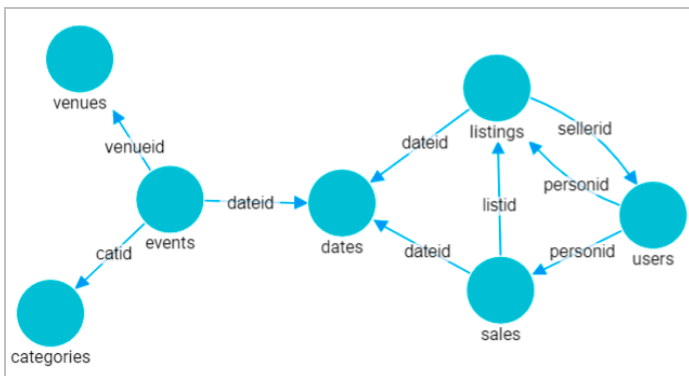 venues
listings
venueid
dateid
sellerid
personid
listid
dateid
events
dates
catid
dateid
personid
users
sales
categories